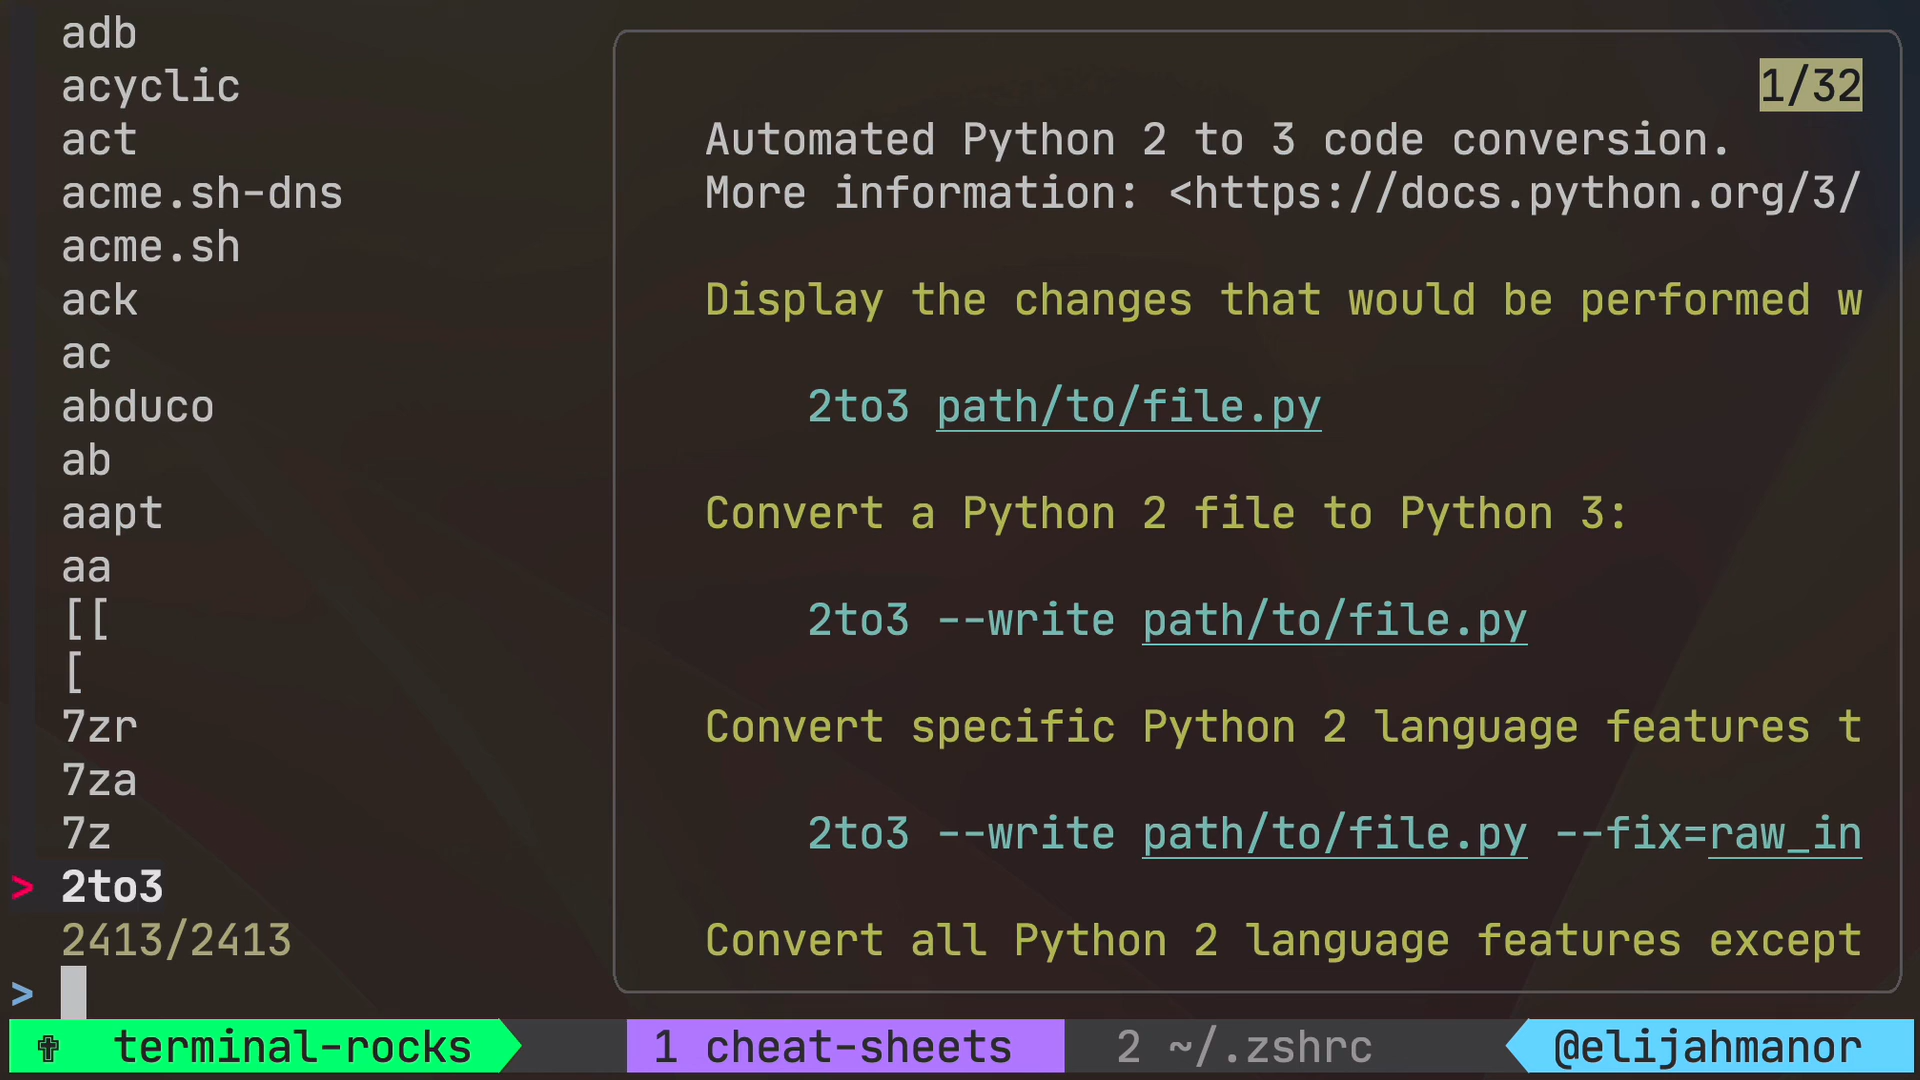 adb
acyclic
act
acme.sh-dns
acme.sh
ack
ac
abduco
ab
aapt
aa
[[
[
7zr
7za
7z
> 2to3
2413/2413
>
1/32
Automated Python 2 to 3 code conversion.
More information: <https://docs.python.org/3/
Display the changes that would be performed w
2to3 path/to/file.py
Convert a Python 2 file to Python 3:
2to3 --write path/to/file.py
Convert specific Python 2 language features t
2to3 --write path/to/file.py --fix=raw_in
Convert all Python 2 language features except
terminal-rocks 1 cheat-sheets 2 ~/.zshrc @elijahmanor